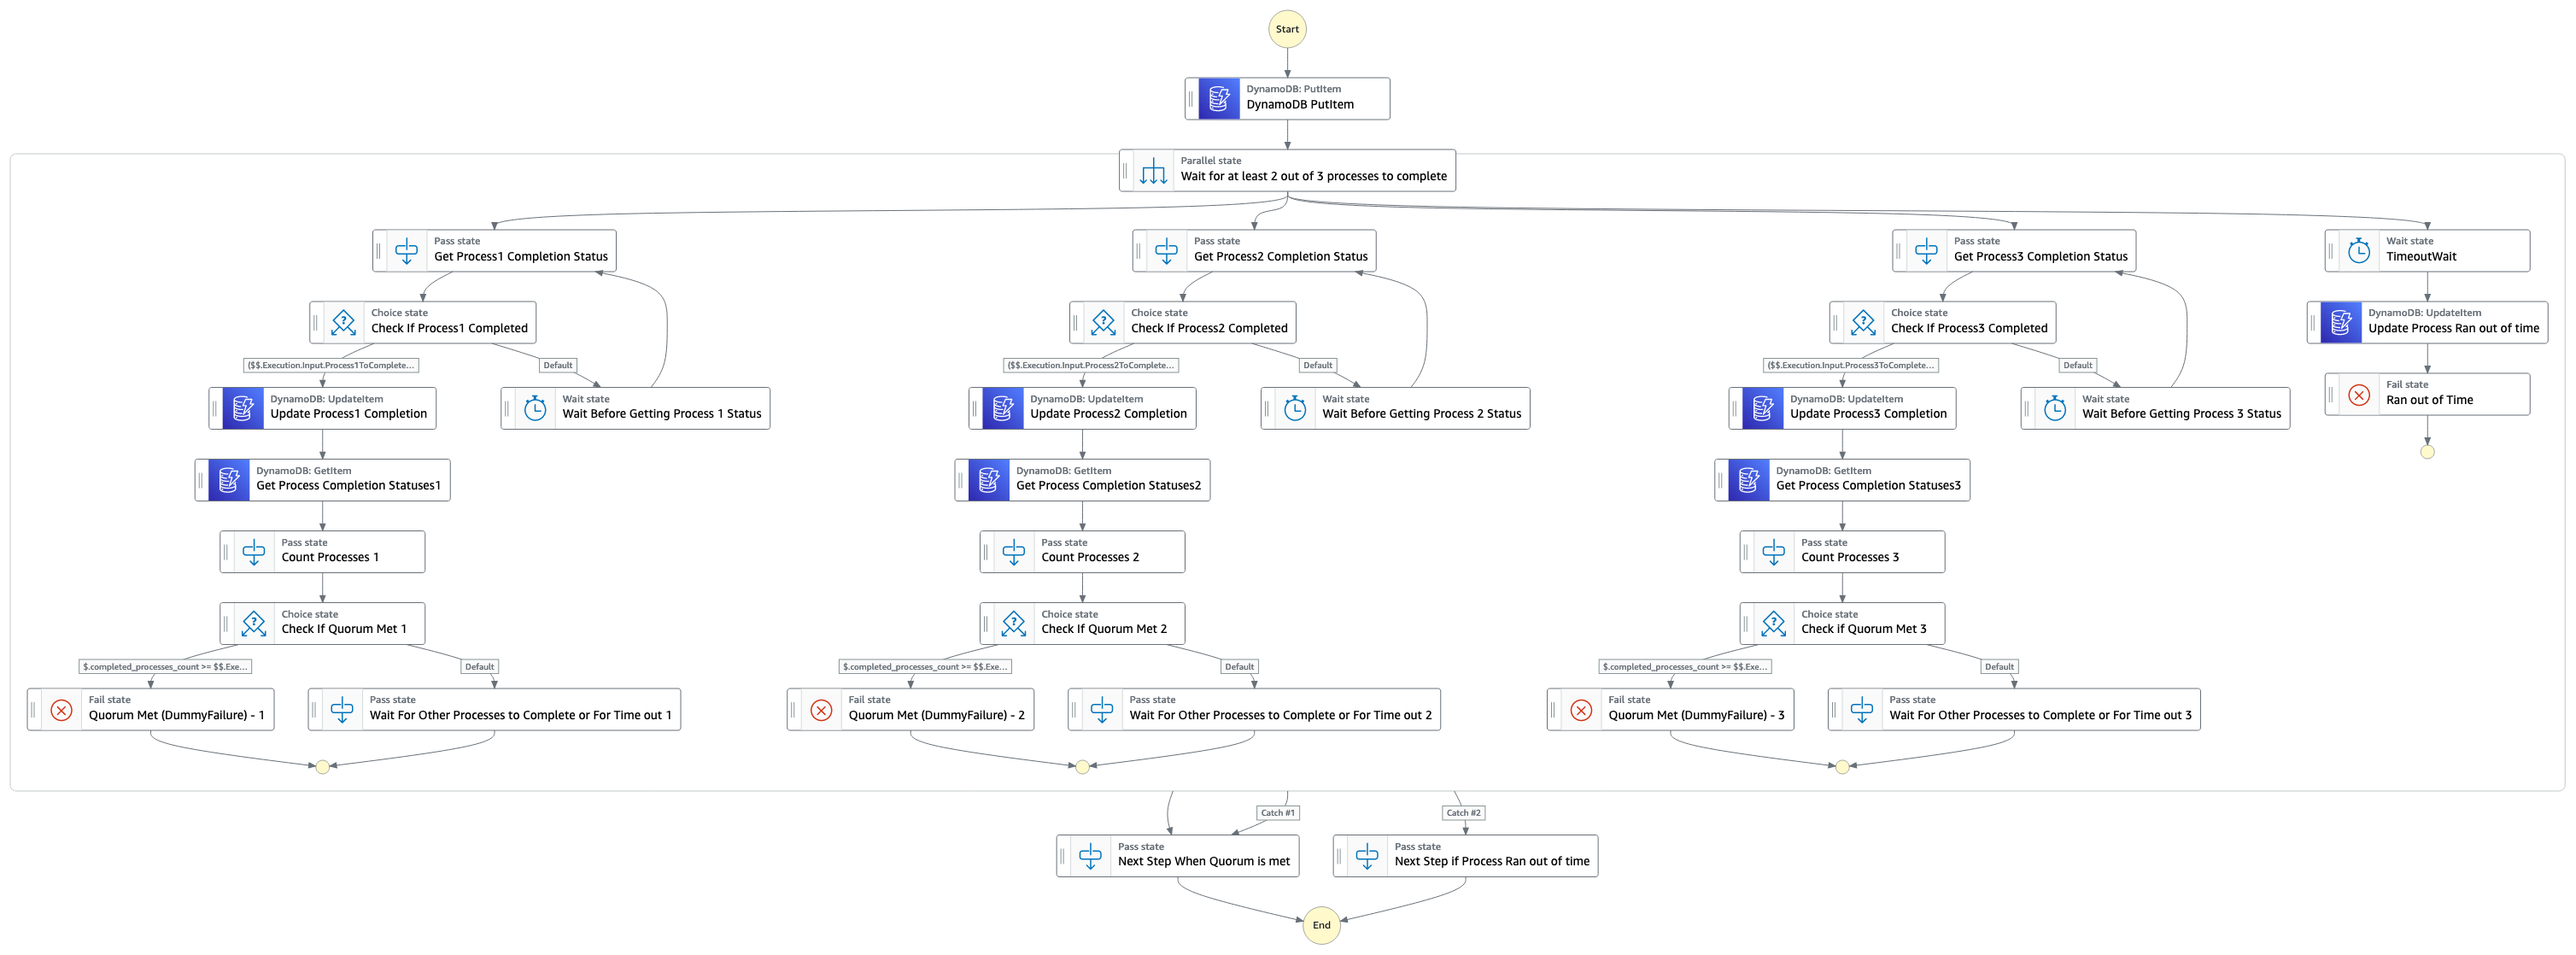 Start
DynamoDB: PutItem
DynamoDB PutItem
Parallel state
Wait for at least 2 out of 3 processes to complete
Pass state
Get Process1 Completion Status
Choice state
Check If Process1 Completed
($$.Execution.Input.Process1ToComplete...
Default
DynamoDB: UpdateItem
Update Process1 Completion
Wait state
Wait Before Getting Process 1 Status
DynamoDB: GetItem
Get Process Completion Statuses1
Pass state
Count Processes 1
Choice state
Check If Quorum Met 1
$.completed_processes_count >= $$.Exe...
Default
Fail state
Quorum Met (DummyFailure) - 1
Pass state
Wait For Other Processes to Complete or For Time out 1
Pass state
Get Process2 Completion Status
Choice state
Check If Process2 Completed
($$.Execution.Input.Process2ToComplete...
Default
DynamoDB: UpdateItem
Update Process2 Completion
Wait state
Wait Before Getting Process 2 Status
DynamoDB: GetItem
Get Process Completion Statuses2
Pass state
Count Processes 2
Choice state
Check If Quorum Met 2
$.completed_processes_count >= $$.Exe...
Default
Fail state
Quorum Met (DummyFailure) - 2
Pass state
Wait For Other Processes to Complete or For Time out 2
Pass state
Get Process3 Completion Status
Choice state
Check If Process3 Completed
($$.Execution.Input.Process3ToComplete...
Default
DynamoDB: UpdateItem
Update Process3 Completion
Wait state
Wait Before Getting Process 3 Status
DynamoDB: GetItem
Get Process Completion Statuses3
Pass state
Count Processes 3
Choice state
Check if Quorum Met 3
$.completed_processes_count >= $$.Exe...
Default
Fail state
Quorum Met (DummyFailure) - 3
Pass state
Wait For Other Processes to Complete or For Time out 3
Wait state
TimeoutWait
DynamoDB: UpdateItem
Update Process Ran out of time
Fail state
Ran out of Time
Catch #1
Catch #2
Pass state
Next Step When Quorum is met
Pass state
Next Step if Process Ran out of time
End